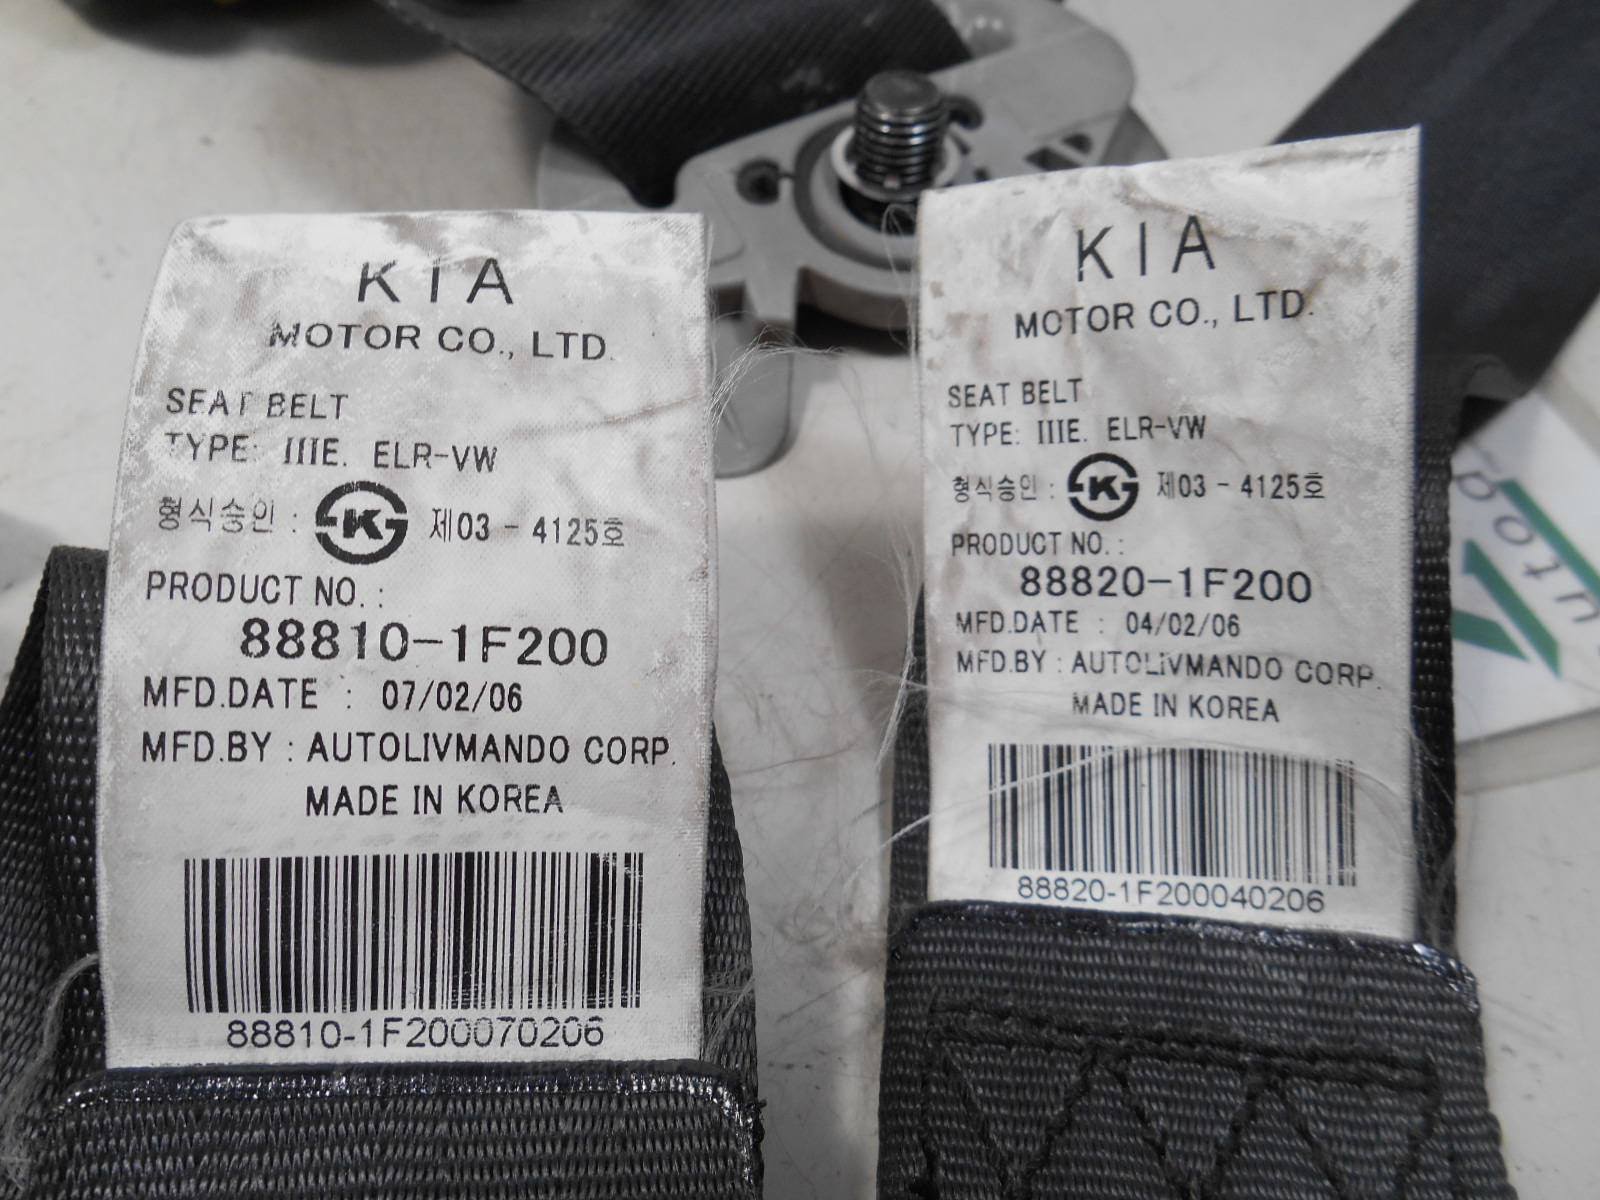 KIA
MOTOR CO., LTD.
SEAT BELT
TYPE: IIIE. ELR-VW
형식승인 : K 제03 - 4125호
PRODUCT NO. :
88810-1F200
MFD.DATE : 07/02/06
MFD.BY : AUTOLIVMANDO CORP.
MADE IN KOREA
88810-1F200070206
KIA
MOTOR CO., LTD.
SEAT BELT
TYPE: IIIE. ELR-VW
형식승인 : K 제03 - 4125호
PRODUCT NO. :
88820-1F200
MFD.DATE : 04/02/06
MFD.BY : AUTOLIVMANDO CORP.
MADE IN KOREA
88820-1F200040206